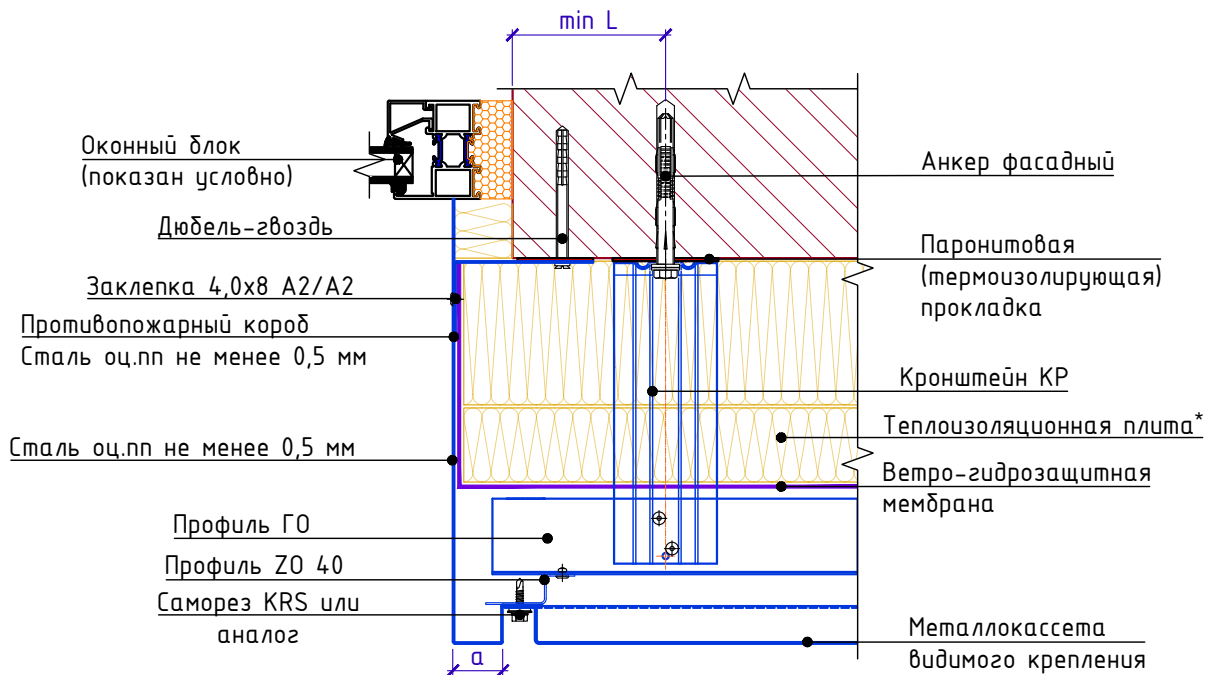 min L
Оконный блок
(показан условно)
Дюбель-гвоздь
Заклепка 4,0х8 А2/А2
Противопожарный короб
Сталь оц.пп не менее 0,5 мм
Сталь оц.пп не менее 0,5 мм
Профиль ГО
Профиль ZO 40
Саморез KRS или
аналог
a
Анкер фасадный
Паронитовая
(термоизолирующая)
прокладка
Кронштейн КР
Теплоизоляционная плита*
Ветро-гидрозащитная
мембрана
Металлокассета
видимого крепления